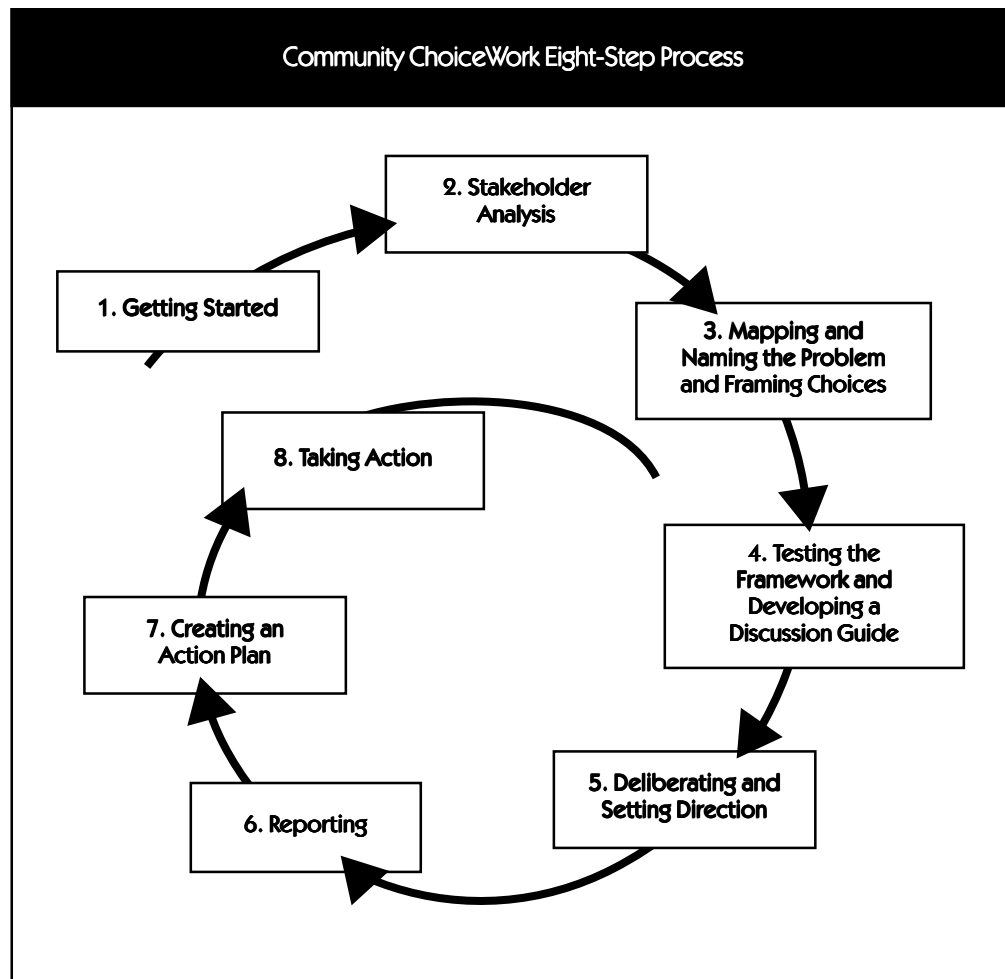 Community ChoiceWork Eight-Step Process
1. Getting Started
2. Stakeholder
Analysis
3. Mapping and
Naming the Problem
and Framing Choices
4. Testing the
Framework and
Developing a
Discussion Guide
5. Deliberating and
Setting Direction
6. Reporting
7. Creating an
Action Plan
8. Taking Action